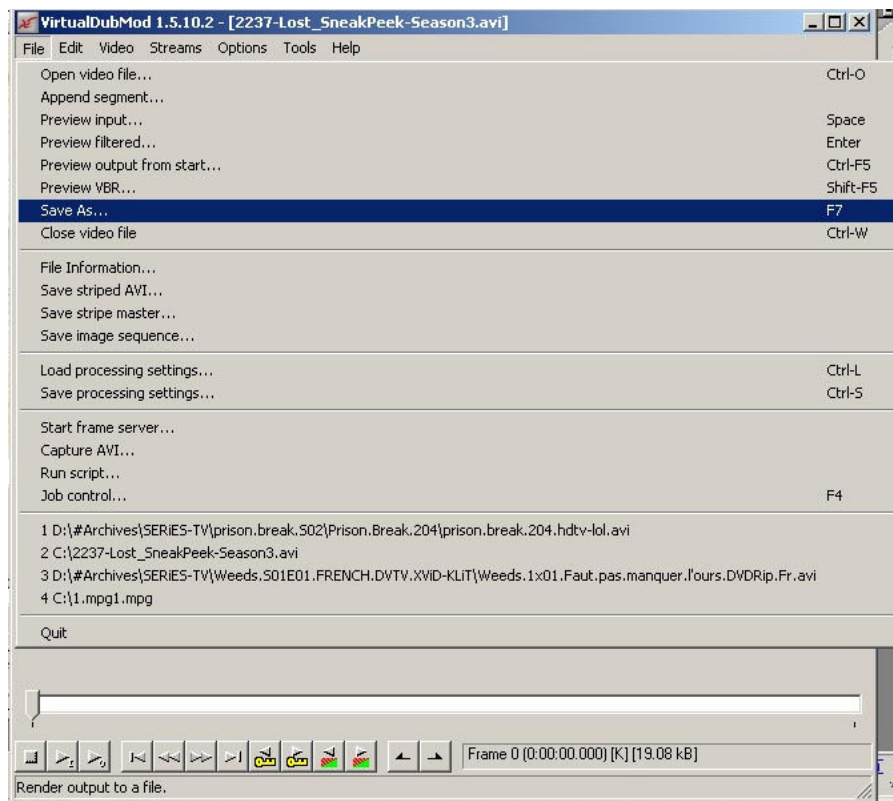 VirtualDubMod 1.5.10.2 - [2237-Lost_SneakPeek-Season3.avi]
File Edit Video Streams Options Tools Help
Open video file... Ctrl-O
Append segment...
Preview input... Space
Preview filtered... Enter
Preview output from start... Ctrl-F5
Preview VBR... Shift-F5
Save As... F7
Close video file Ctrl-W
File Information...
Save striped AVI...
Save stripe master...
Save image sequence...
Load processing settings... Ctrl-L
Save processing settings... Ctrl-S
Start frame server...
Capture AVI...
Run script...
Job control... F4
1 D:\#Archives\SERiES-TV\prison.break.S02\Prison.Break.204\prison.break.204.hdtv-lol.avi
2 C:\2237-Lost_SneakPeek-Season3.avi
3 D:\#Archives\SERiES-TV\Weeds.S01E01.FRENCH.DVTV.XViD-KLiT\Weeds.1x01.Faut.pas.manquer.l'ours.DVDRip.Fr.avi
4 C:\1.mpg1.mpg
Quit
Frame 0 (0:00:00.000) [K] [19.08 kB]
Render output to a file.